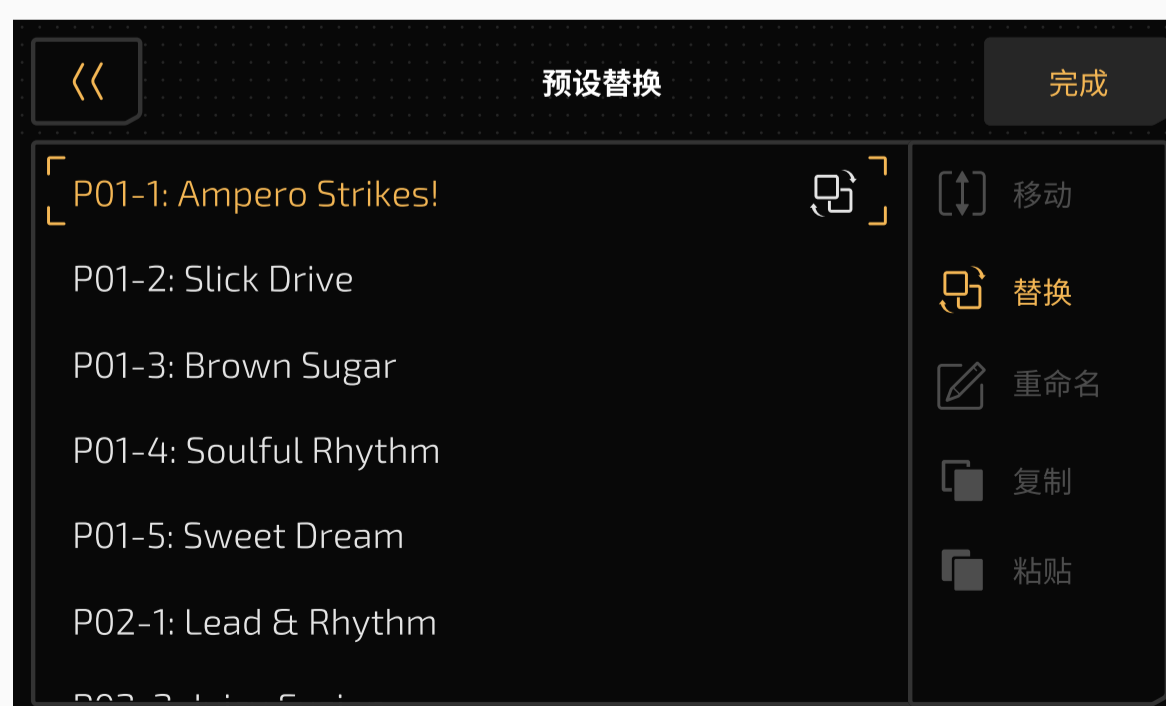 预设替换
完成
P01-1: Ampero Strikes!
移动
P01-2: Slick Drive
替换
P01-3: Brown Sugar
重命名
P01-4: Soulful Rhythm
复制
P01-5: Sweet Dream
粘贴
P02-1: Lead & Rhythm